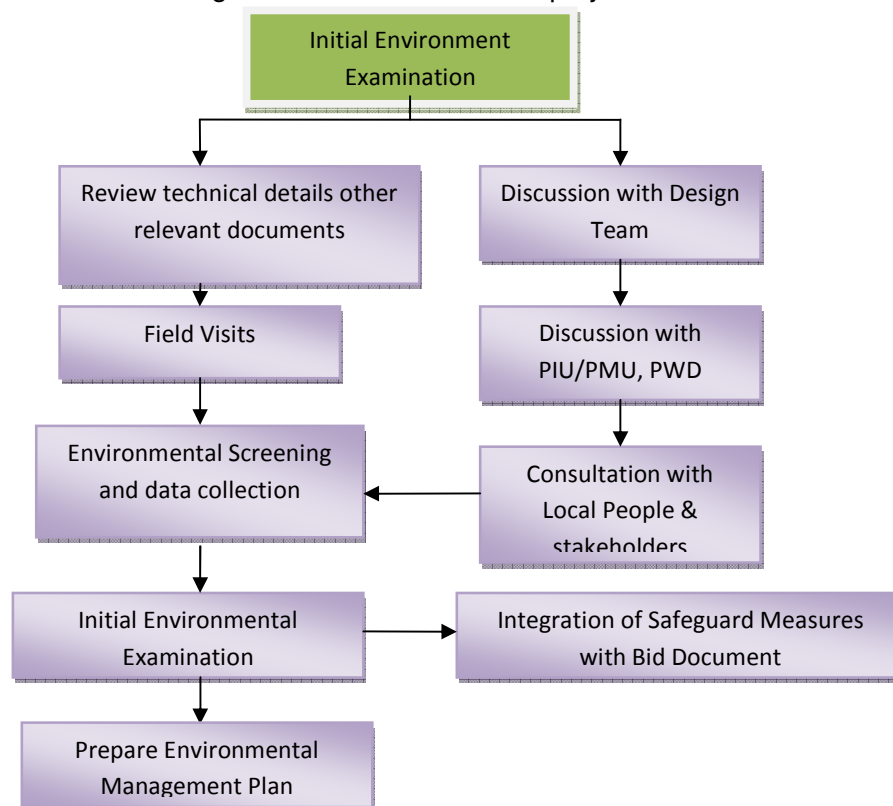 Initial Environment
Examination
Review technical details other
relevant documents
Discussion with Design
Team
Field Visits
Discussion with
PIU/PMU, PWD
Environmental Screening
and data collection
Consultation with
Local People &
stakeholders
Initial Environmental
Examination
Integration of Safeguard Measures
with Bid Document
Prepare Environmental
Management Plan